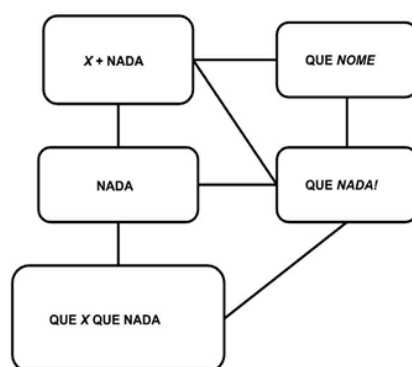 X + NADA
QUE NOME
NADA
QUE NADA!
QUE X QUE NADA